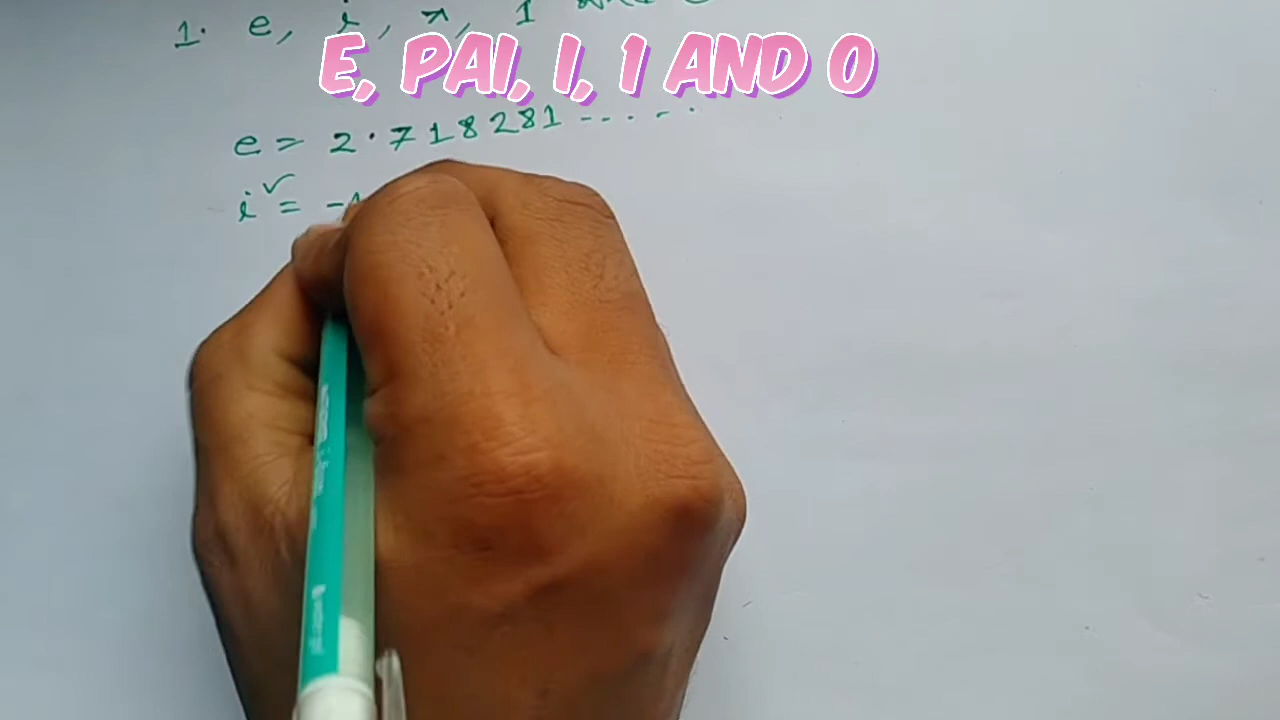 1. e, i, π, 1
E, PAI, I, 1 AND 0
e = 2.718281.....
i² = -1